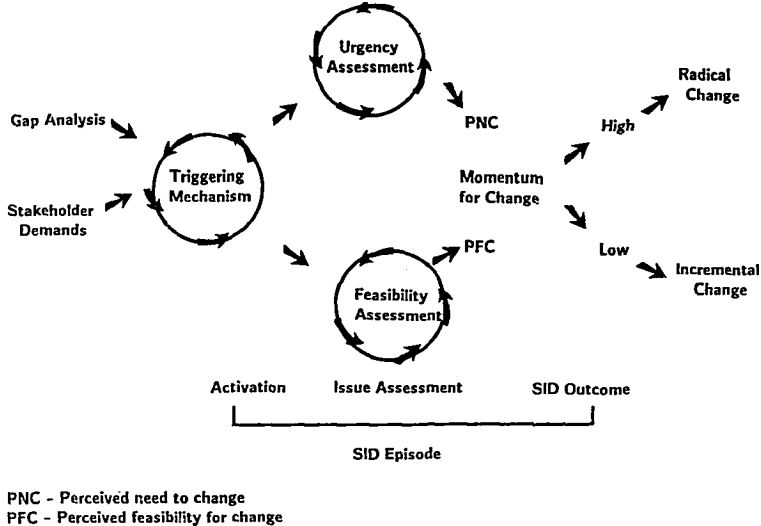 Urgency
Assessment
Gap Analysis
Stakeholder
Demands
Triggering
Mechanism
PNC
Momentum
for Change
PFC
High
Radical
Change
Low
Incremental
Change
Feasibility
Assessment
Activation
Issue Assessment
SID Outcome
SID Episode
PNC - Perceived need to change
PFC - Perceived feasibility for change